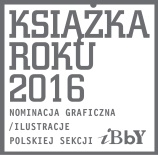 KSIĄŻKA
ROKU
2016
NOMINACJA GRAFICZNA
/ILUSTRACJE
POLSKIEJ SEKCJI iBbY